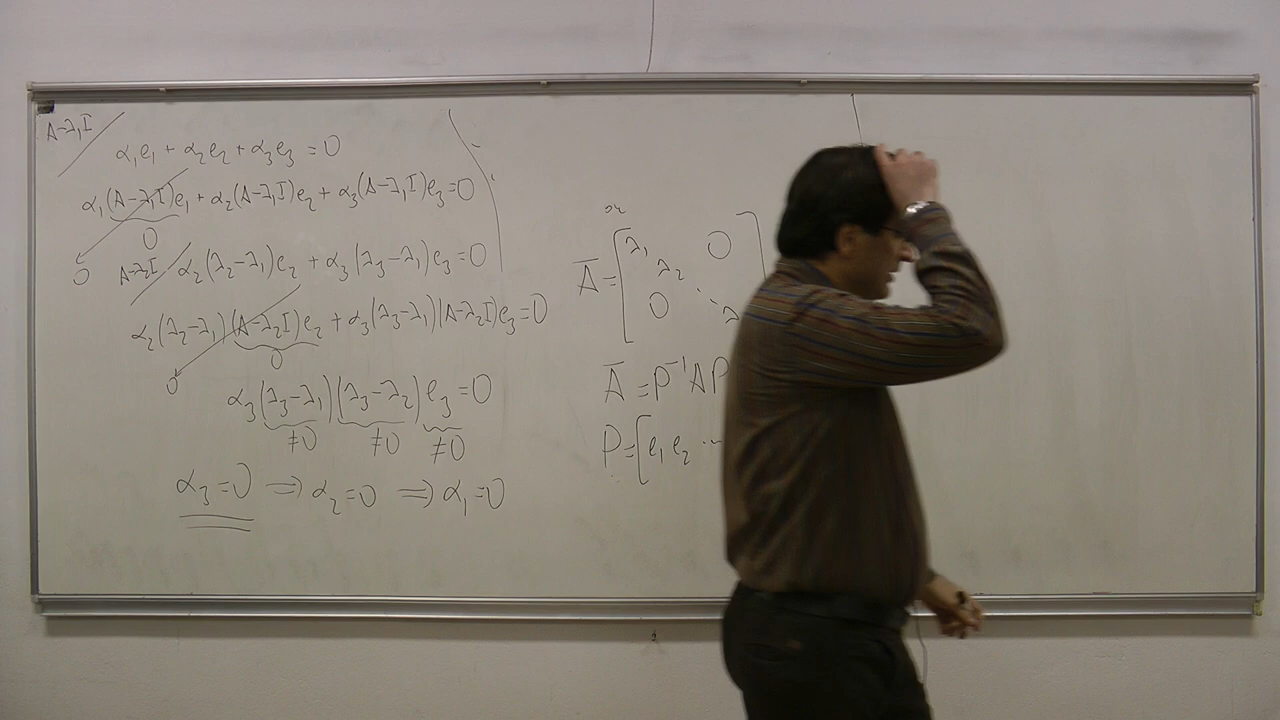 A-λ₁I
α₁e₁ + α₂e₂ + α₃e₃ = 0
α₁(A-λ₁I)e₁ + α₂(A-λ₁I)e₂ + α₃(A-λ₁I)e₃ = 0
0
0
A-λ₂I
α₂(λ₂-λ₁)e₂ + α₃(λ₃-λ₁)e₃ = 0
α₂(λ₂-λ₁)(A-λ₂I)e₂ + α₃(λ₃-λ₁)(A-λ₂I)e₃ = 0
0
0
α₃(λ₃-λ₁)(λ₃-λ₂)e₃ = 0
≠0 ≠0 ≠0
α₃=0 ⇒ α₂=0 ⇒ α₁=0
Ā = [λ₁ 0
λ₂ ⋱
0 λ
Ā = P⁻¹AP
P = [e₁ e₂ ⋯